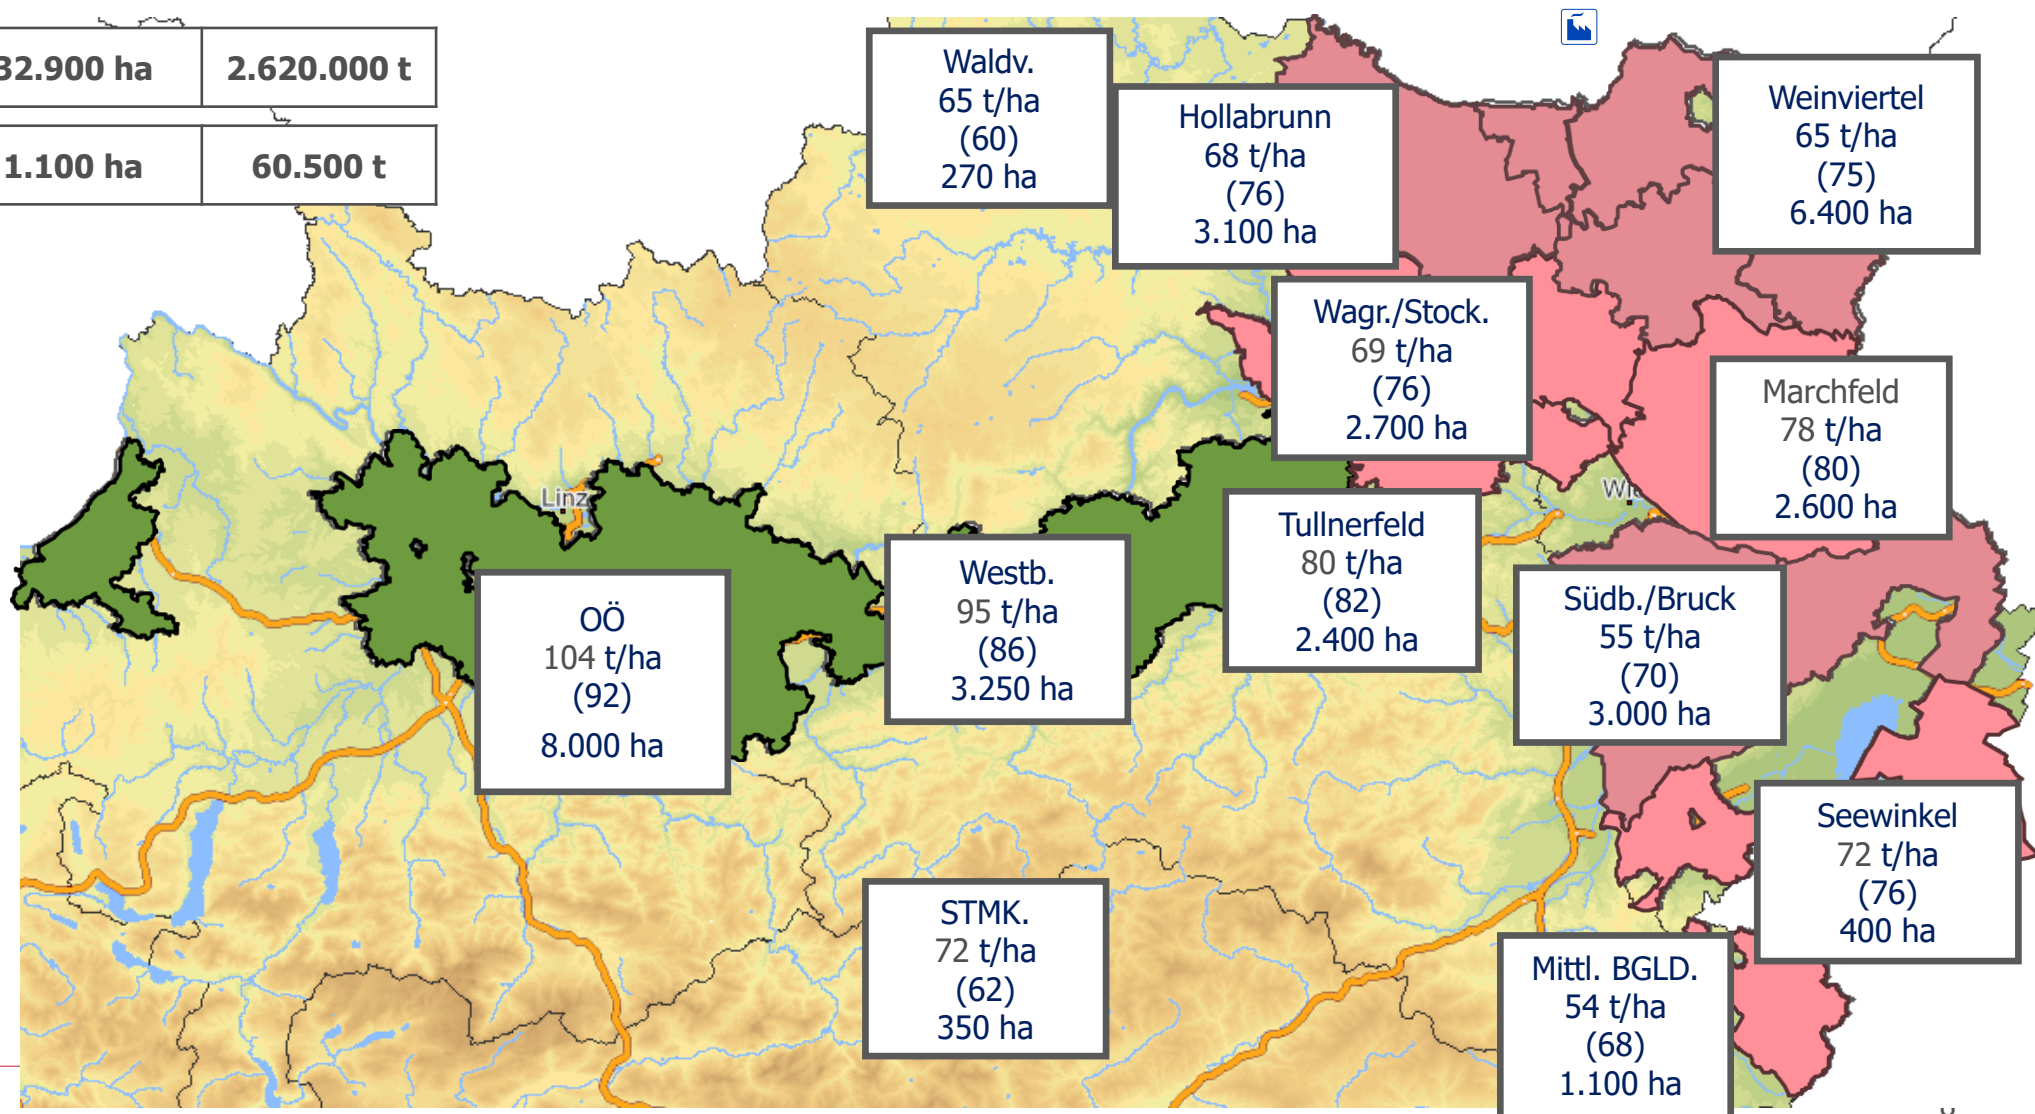 32.900 ha
2.620.000 t
1.100 ha
60.500 t
Waldv.
65 t/ha
(60)
270 ha
Hollabrunn
68 t/ha
(76)
3.100 ha
Weinviertel
65 t/ha
(75)
6.400 ha
Wagr./Stock.
69 t/ha
(76)
2.700 ha
Marchfeld
78 t/ha
(80)
2.600 ha
Linz
Tullnerfeld
80 t/ha
(82)
2.400 ha
Westb.
95 t/ha
(86)
3.250 ha
OÖ
104 t/ha
(92)
8.000 ha
Südb./Bruck
55 t/ha
(70)
3.000 ha
Seewinkel
72 t/ha
(76)
400 ha
STMK.
72 t/ha
(62)
350 ha
Mittl. BGLD.
54 t/ha
(68)
1.100 ha